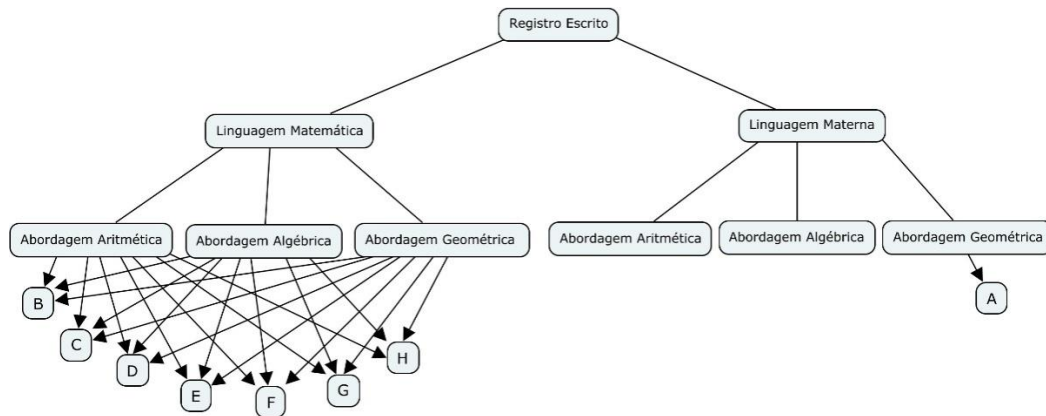 Registro Escrito
Linguagem Matemática
Linguagem Materna
Abordagem Aritmética
Abordagem Algébrica
Abordagem Geométrica
Abordagem Aritmética
Abordagem Algébrica
Abordagem Geométrica
B
C
D
E
F
G
H
A